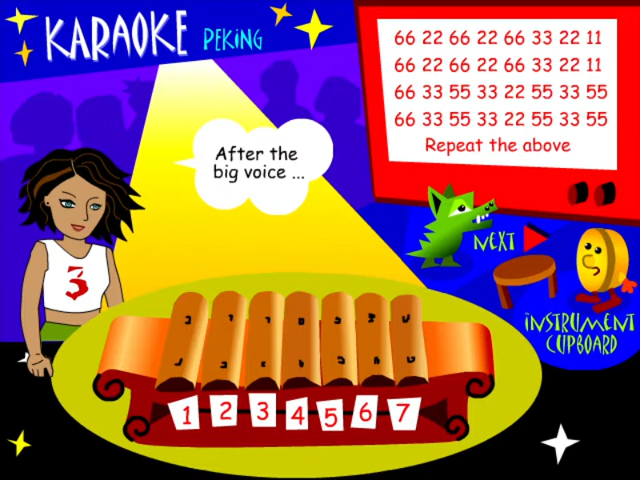 KARAOKE PEKING
66 22 66 22 66 33 22 11
66 22 66 22 66 33 22 11
66 33 55 33 22 55 33 55
66 33 55 33 22 55 33 55
Repeat the above
After the
big voice ...
NEXT
3
INSTRUMENT
CUPBOARD
1 2 3 4 5 6 7